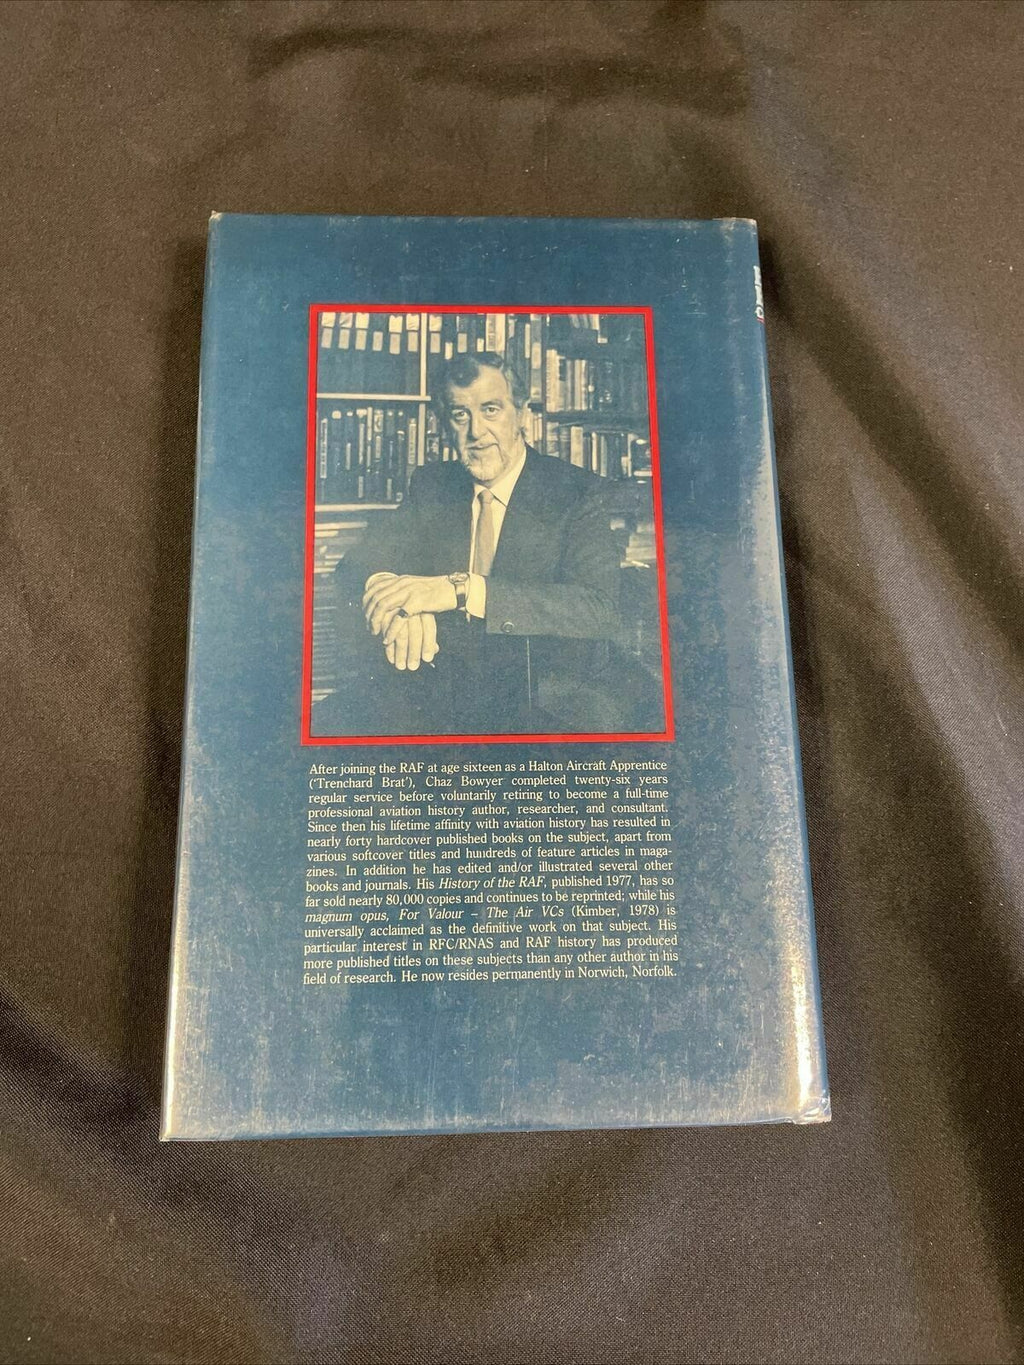 After joining the RAF at age sixteen as a Halton Aircraft Apprentice
('Trenchard Brat'), Chaz Bowyer completed twenty-six years
regular service before voluntarily retiring to become a full-time
professional aviation history author, researcher, and consultant.
Since then his lifetime affinity with aviation history has resulted in
nearly forty hardcover published books on the subject, apart from
various softcover titles and hundreds of feature articles in maga-
zines. In addition he has edited and/or illustrated several other
books and journals. His History of the RAF, published 1977, has so
far sold nearly 80,000 copies and continues to be reprinted; while his
magnum opus, For Valour – The Air VCs (Kimber, 1978) is
universally acclaimed as the definitive work on that subject. His
particular interest in RFC/RNAS and RAF history has produced
more published titles on these subjects than any other author in his
field of research. He now resides permanently in Norwich, Norfolk.